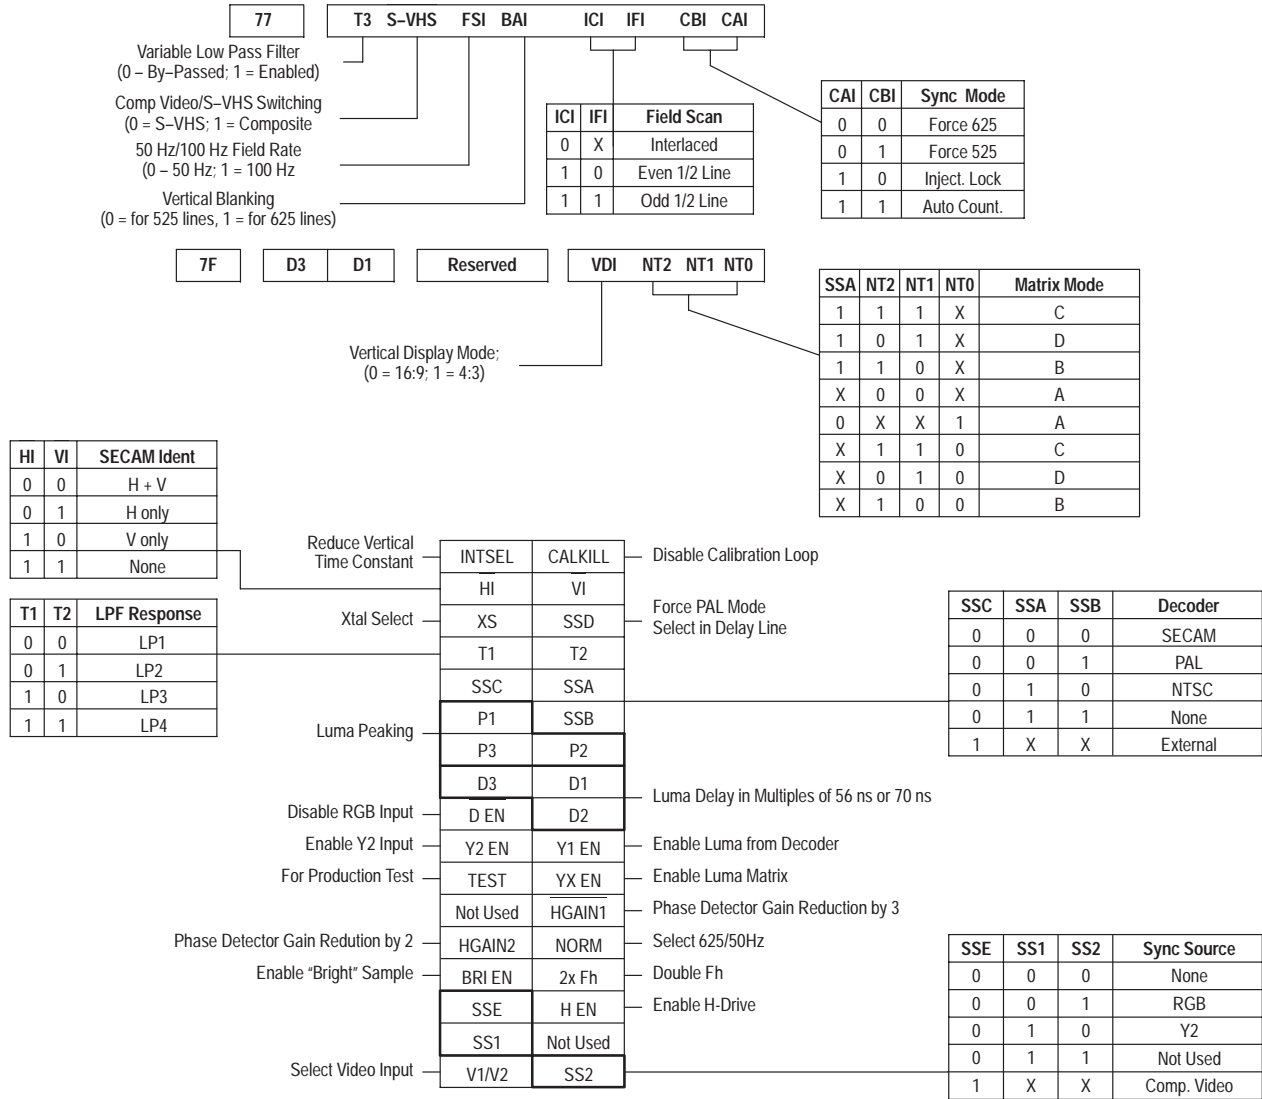 77 T3 S–VHS FSI BAI ICI IFI CBI CAI
Variable Low Pass Filter
(0 – By–Passed; 1 = Enabled)
Comp Video/S–VHS Switching
(0 = S–VHS; 1 = Composite
50 Hz/100 Hz Field Rate
(0 – 50 Hz; 1 = 100 Hz
Vertical Blanking
(0 = for 525 lines, 1 = for 625 lines)
ICI IFI Field Scan
0 X Interlaced
1 0 Even 1/2 Line
1 1 Odd 1/2 Line
CAI CBI Sync Mode
0 0 Force 625
0 1 Force 525
1 0 Inject. Lock
1 1 Auto Count.
7F D3 D1 Reserved VDI NT2 NT1 NT0
Vertical Display Mode;
(0 = 16:9; 1 = 4:3)
SSA NT2 NT1 NT0 Matrix Mode
1 1 1 X C
1 0 1 X D
1 1 0 X B
X 0 0 X A
0 X X 1 A
X 1 1 0 C
X 0 1 0 D
X 1 0 0 B
HI VI SECAM Ident
0 0 H + V
0 1 H only
1 0 V only
1 1 None
T1 T2 LPF Response
0 0 LP1
0 1 LP2
1 0 LP3
1 1 LP4
Reduce Vertical
Time Constant
INTSEL CALKILL Disable Calibration Loop
HI VI
Xtal Select XS SSD Force PAL Mode
Select in Delay Line
T1 T2
SSC SSA
Luma Peaking P1 SSB
P3 P2
D3 D1
Luma Delay in Multiples of 56 ns or 70 ns
Disable RGB Input D EN D2
Enable Y2 Input Y2 EN Y1 EN Enable Luma from Decoder
For Production Test TEST YX EN Enable Luma Matrix
Not Used HGAIN1 Phase Detector Gain Reduction by 3
Phase Detector Gain Redution by 2 HGAIN2 NORM Select 625/50Hz
Enable “Bright” Sample BRI EN 2x Fh Double Fh
SSE H EN Enable H-Drive
SS1 Not Used
Select Video Input V1/V2 SS2
SSC SSA SSB Decoder
0 0 0 SECAM
0 0 1 PAL
0 1 0 NTSC
0 1 1 None
1 X X External
SSE SS1 SS2 Sync Source
0 0 0 None
0 0 1 RGB
0 1 0 Y2
0 1 1 Not Used
1 X X Comp. Video